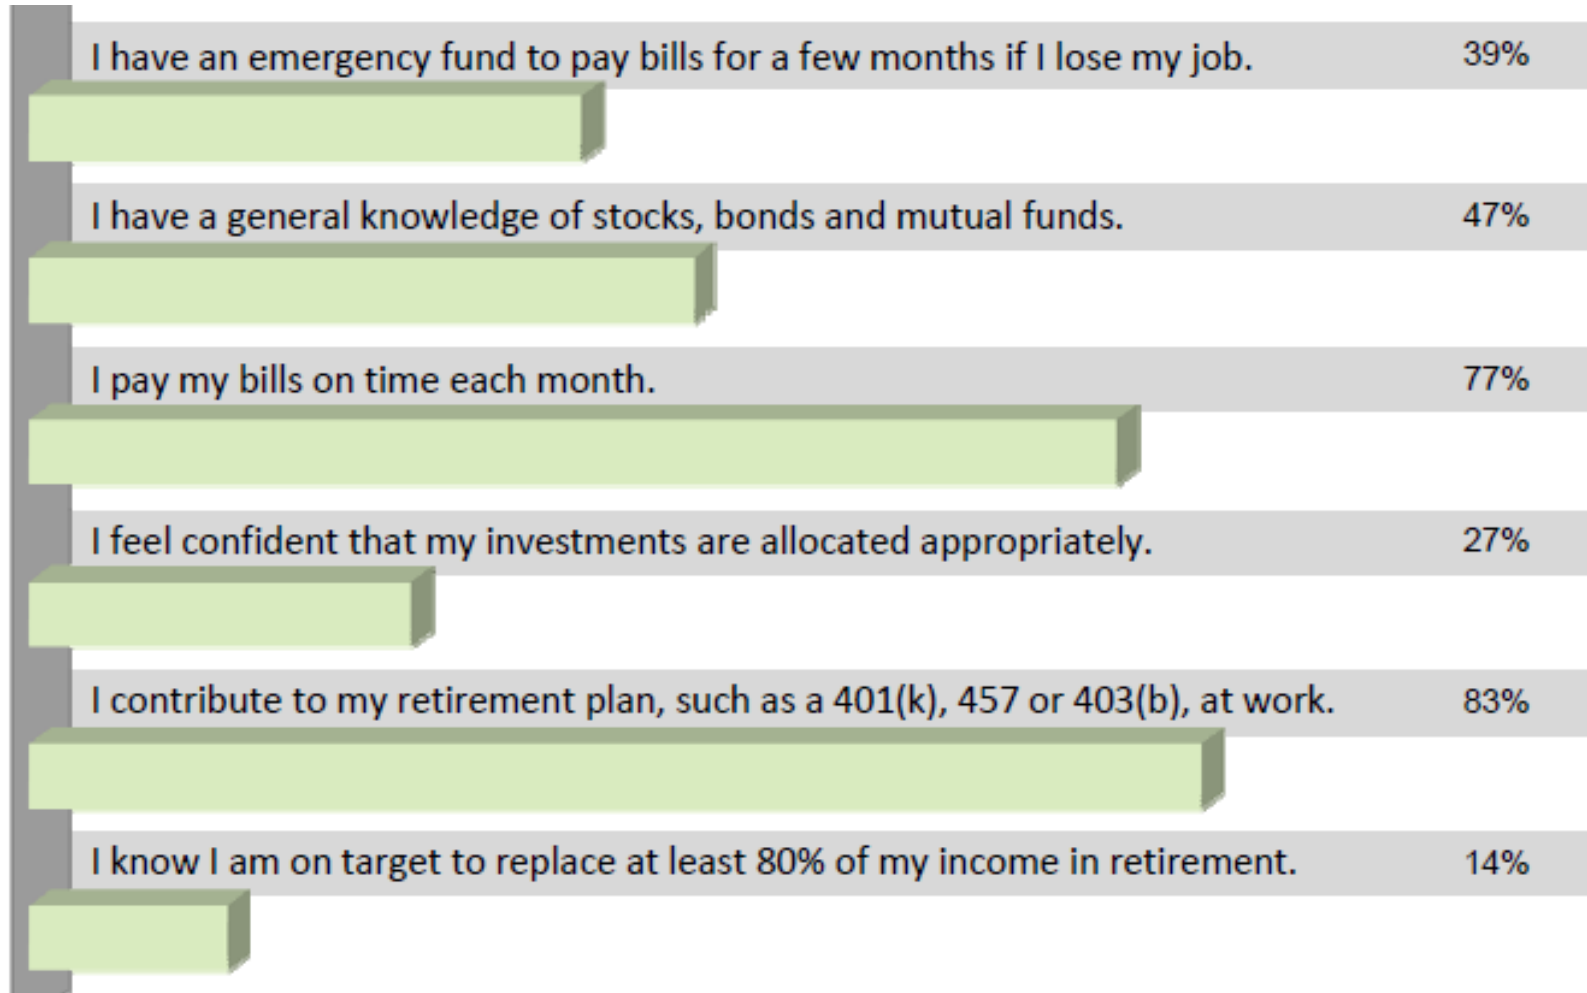 I have an emergency fund to pay bills for a few months if I lose my job. 39%
I have a general knowledge of stocks, bonds and mutual funds. 47%
I pay my bills on time each month. 77%
I feel confident that my investments are allocated appropriately. 27%
I contribute to my retirement plan, such as a 401(k), 457 or 403(b), at work. 83%
I know I am on target to replace at least 80% of my income in retirement. 14%